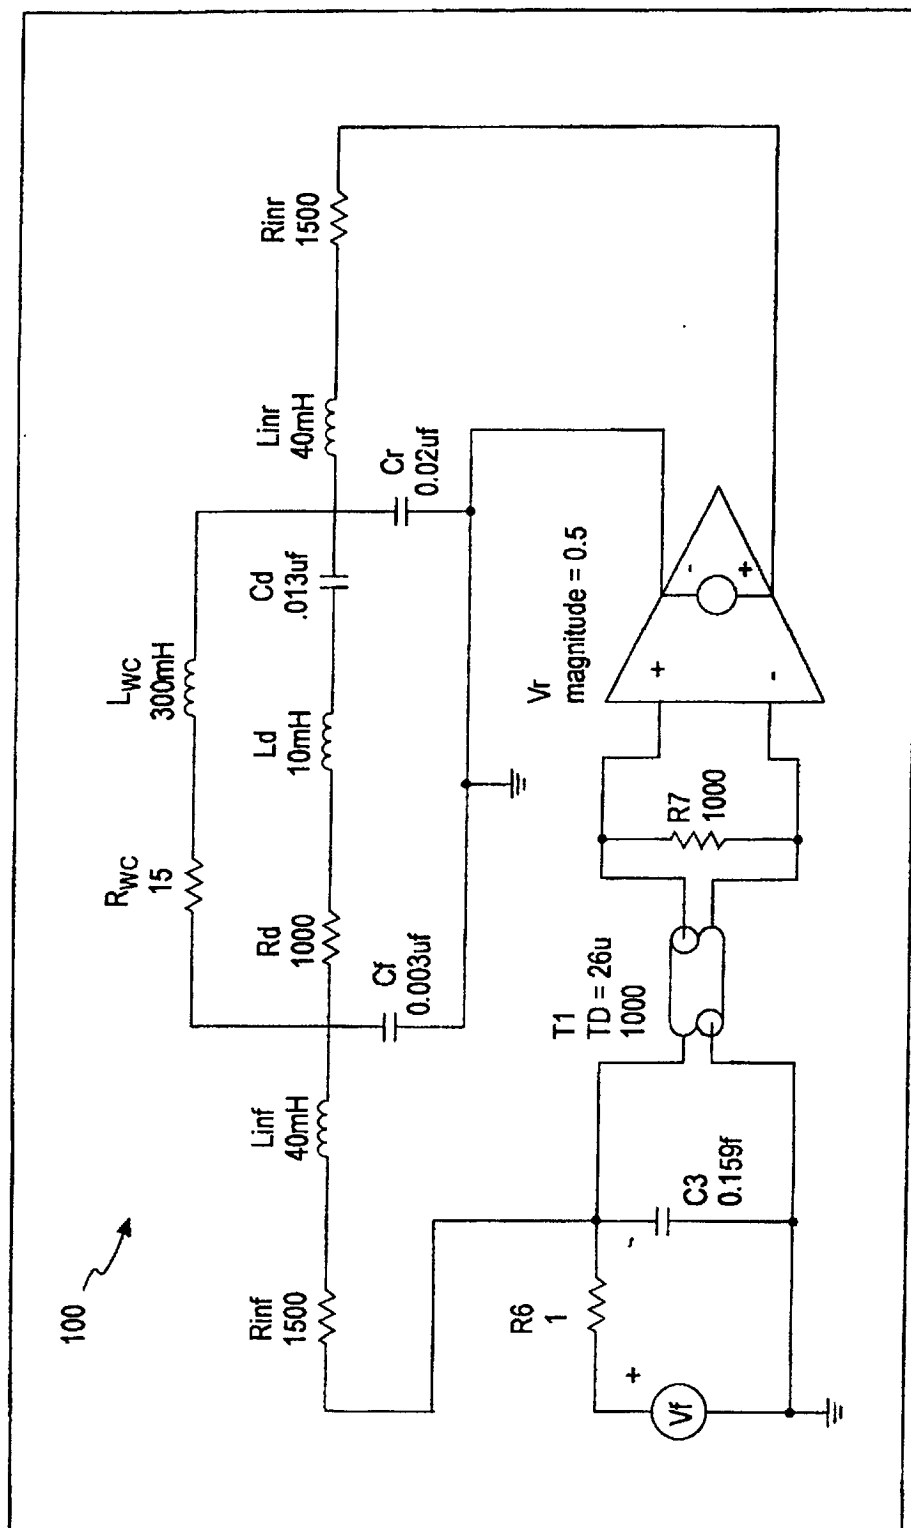 100
Rinf
1500
Linf
40mH
RWC
15
LWC
300mH
Rd
1000
Ld
10mH
Cd
.013uf
Linr
40mH
Rinr
1500
Cf
0.003uf
Cr
0.02uf
R6
1
+
Vf
C3
0.159f
T1
TD = 26u
1000
R7
1000
Vr
magnitude = 0.5
+
-
-
+